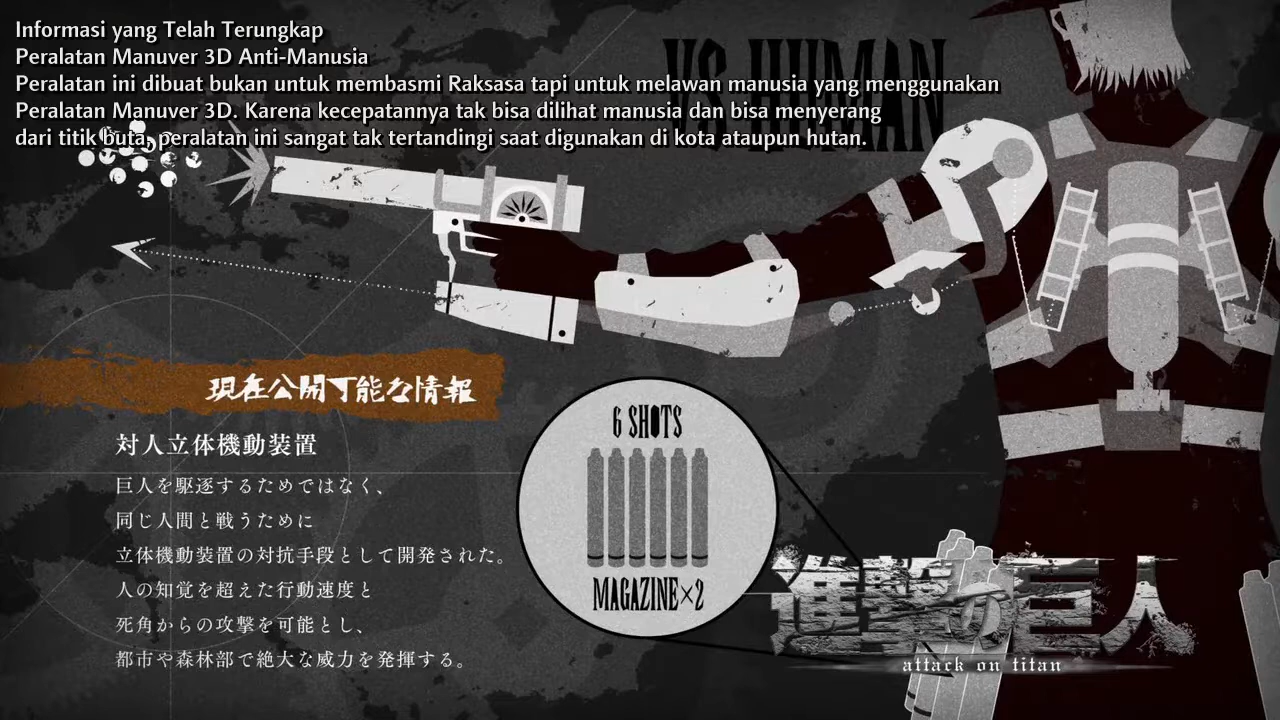 Informasi yang Telah Terungkap
Peralatan Manuver 3D Anti-Manusia
Peralatan ini dibuat bukan untuk membasmi Raksasa tapi untuk melawan manusia yang menggunakan
Peralatan Manuver 3D. Karena kecepatannya tak bisa dilihat manusia dan bisa menyerang
dari titik buta, peralatan ini sangat tak tertandingi saat digunakan di kota ataupun hutan.
VS HUMAN
現在公開可能な情報
対人立体機動装置
巨人を駆逐するためではなく、
同じ人間と戦うために
立体機動装置の対抗手段として開発された。
人の知覚を超えた行動速度と
死角からの攻撃を可能とし、
都市や森林部で絶大な威力を発揮する。
6 SHOTS
MAGAZINE×2
進撃の巨人
attack on titan